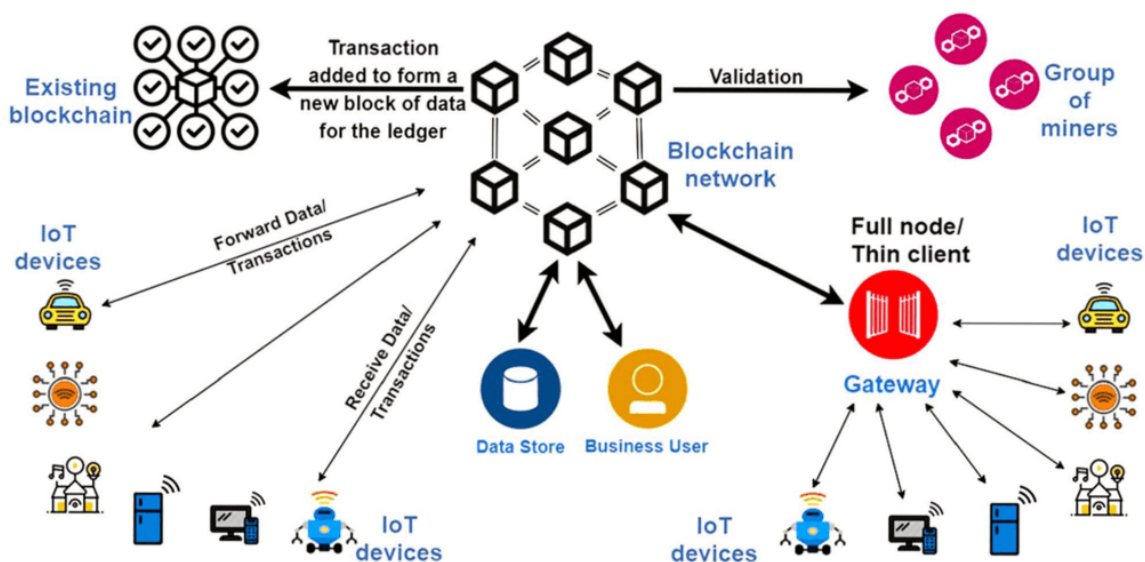 Existing
blockchain
Transaction
added to form a
new block of data
for the ledger
Validation
Group
of
miners
Blockchain
network
Forward Data/
Transactions
Receive Data/
Transactions
IoT
devices
Full node/
Thin client
IoT
devices
Gateway
Data Store
Business User
IoT
devices
IoT
devices